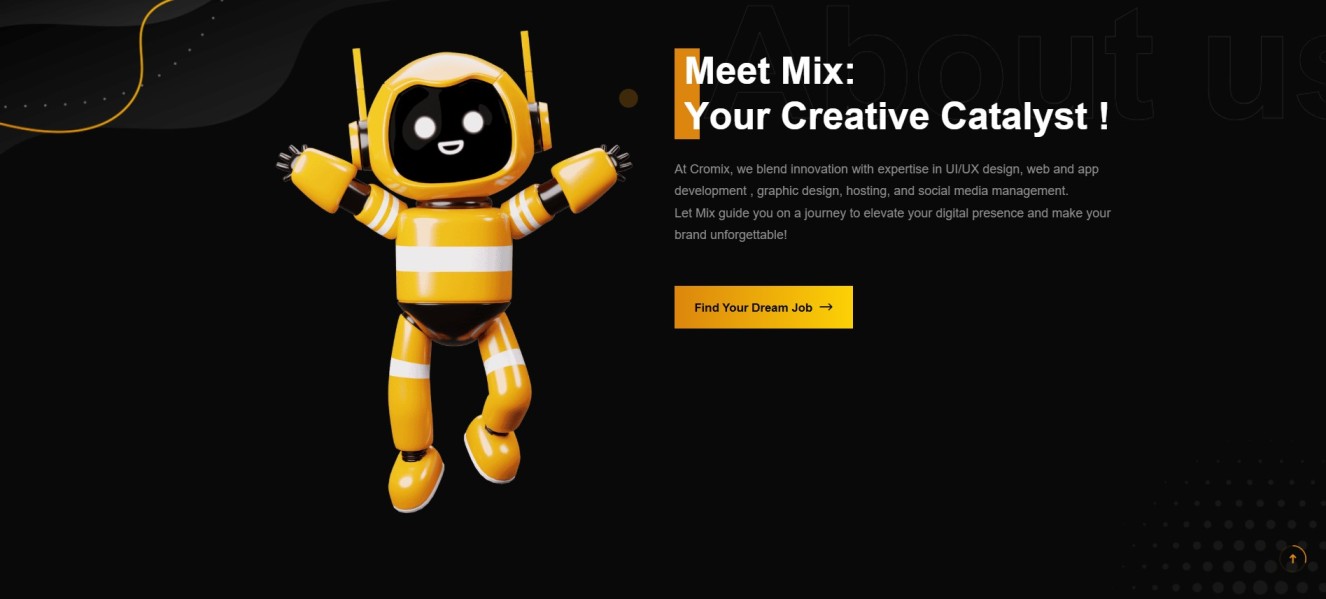 About us
Meet Mix:
Your Creative Catalyst !
At Cromix, we blend innovation with expertise in UI/UX design, web and app
development , graphic design, hosting, and social media management.
Let Mix guide you on a journey to elevate your digital presence and make your
brand unforgettable!
Find Your Dream Job →